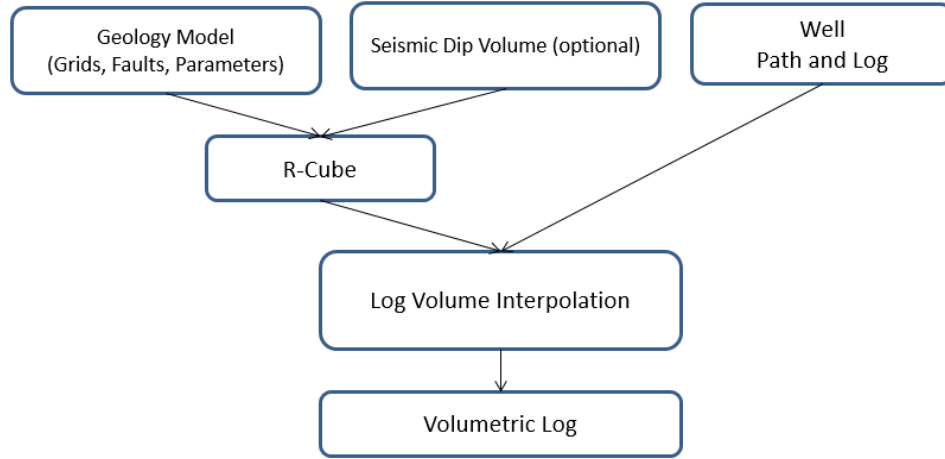 Geology Model
(Grids, Faults, Parameters)
Seismic Dip Volume (optional)
Well
Path and Log
R-Cube
Log Volume Interpolation
Volumetric Log